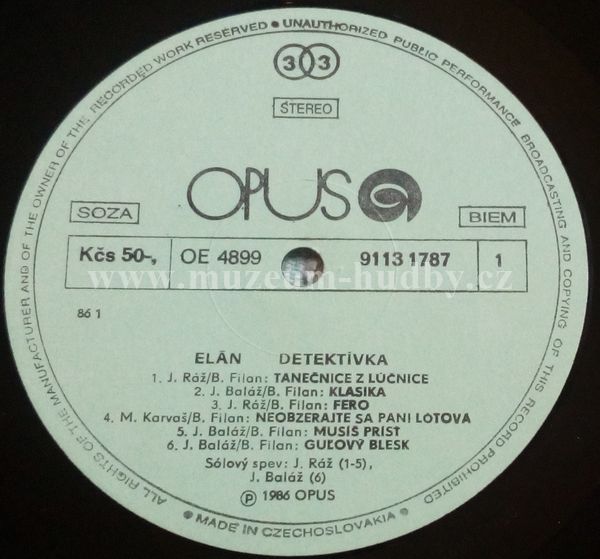 ALL RIGHTS OF THE MANUFACTURER AND OF THE OWNER OF THE RECORDED WORK RESERVED • UNAUTHORIZED PUBLIC PERFORMANCE BROADCASTING AND COPYING OF THIS RECORD PROHIBITED
33
STEREO
OPUS
SOZA
BIEM
Kčs 50-, OE 4899 9113 1787 1
www.muzeum-hudby.cz
86 1
ELÁN DETEKTÍVKA
1. J. Ráž/B. Filan: TANEČNICE Z LÚČNICE
2. J. Baláž/B. Filan: KLASIKA
3. J. Ráž/B. Filan: FERO
4. M. Karvaš/B. Filan: NEOBZERAJTE SA PANI LÓTOVÁ
5. J. Baláž/B. Filan: MUSÍŠ PRÍSŤ
6. J. Baláž/B. Filan: GUĽOVÝ BLESK
Sólový spev: J. Ráž (1-5),
J. Baláž (6)
Ⓟ 1986 OPUS
• MADE IN CZECHOSLOVAKIA •